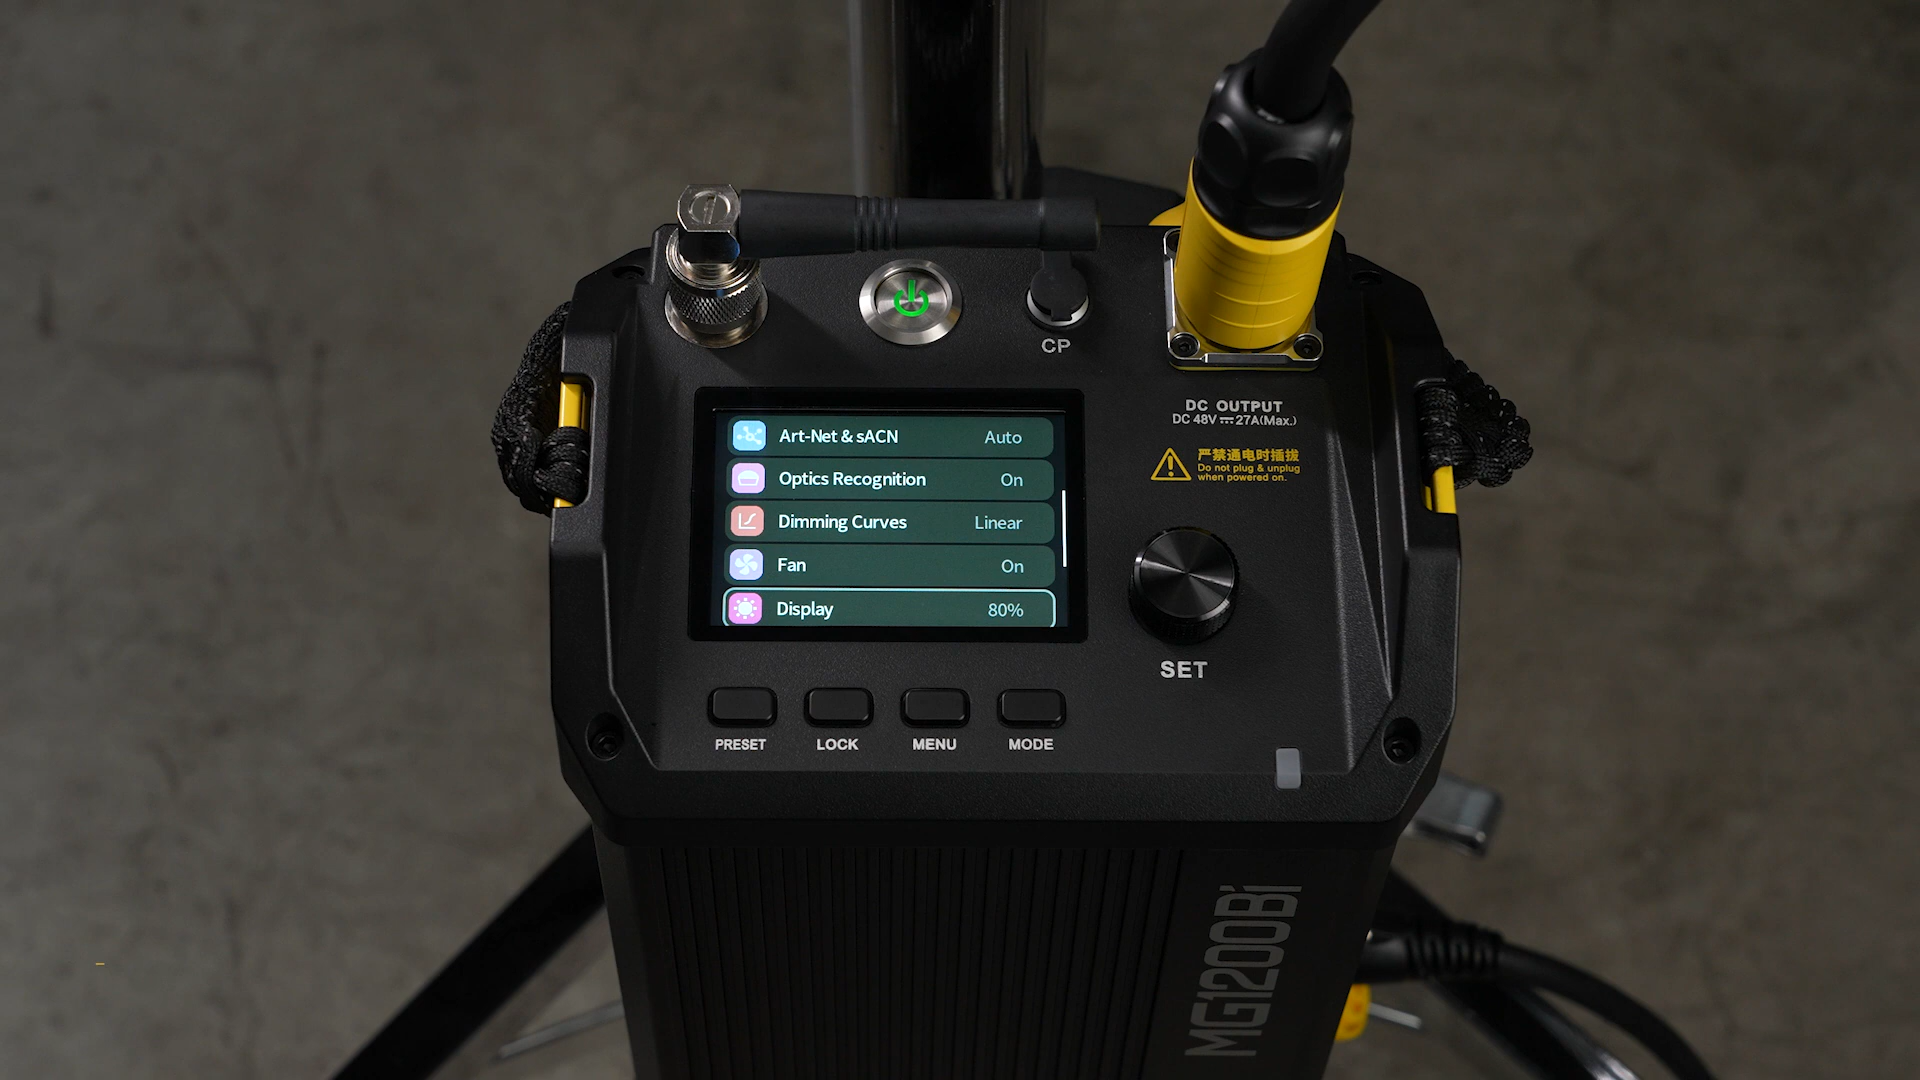 CP
DC OUTPUT
DC 48V⎓27A(Max.)
严禁通电时插拔
Do not plug & unplug
when powered on.
Art-Net & sACN Auto
Optics Recognition On
Dimming Curves Linear
Fan On
Display 80%
SET
PRESET LOCK MENU MODE
MG1200Bi